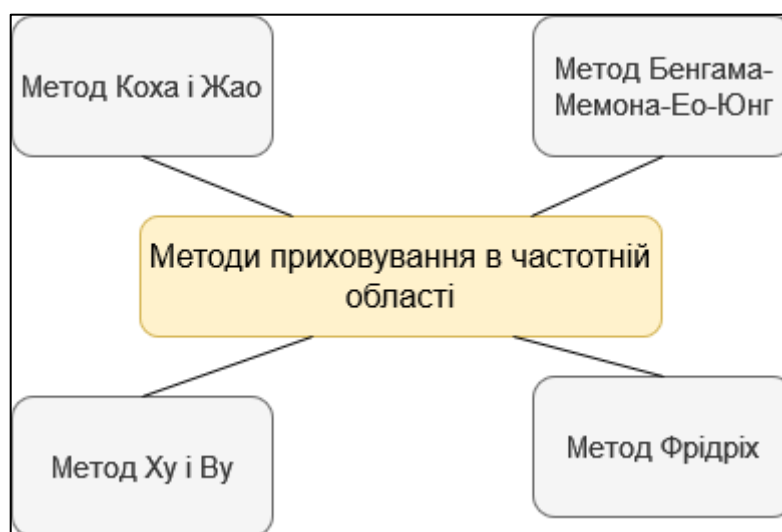 Метод Коха і Жао
Метод Бенгама-
Мемона-Ео-Юнг
Методи приховування в частотній
області
Метод Ху і Ву
Метод Фрідріх